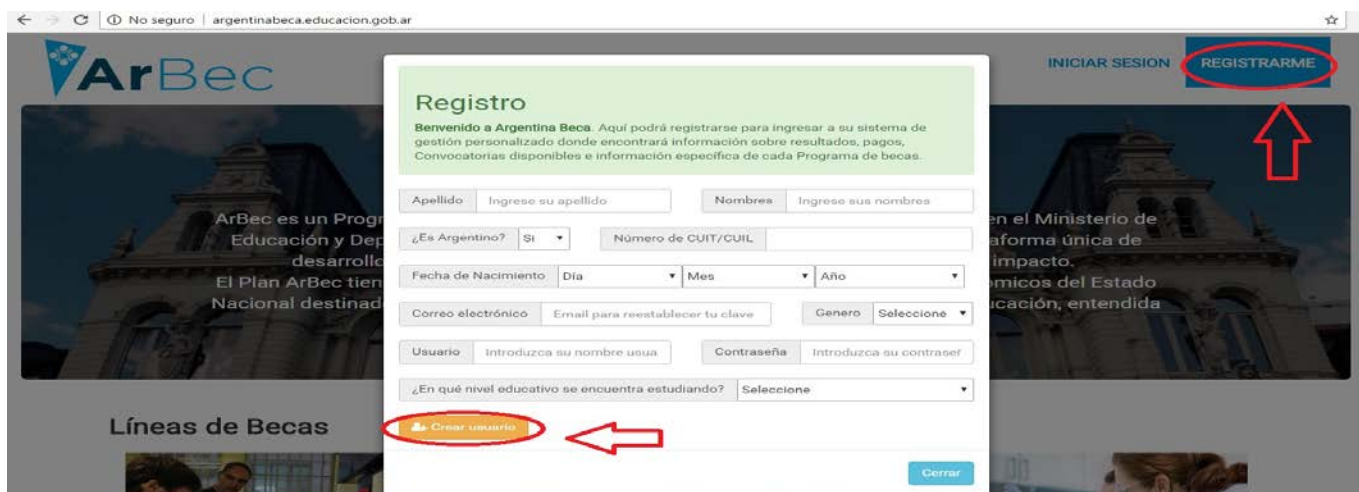 No seguro | argentinabeca.educacion.gob.ar
ArBec
INICIAR SESION
REGISTRARME
Registro
Benvenido a Argentina Beca. Aquí podrá registrarse para ingresar a su sistema de
gestión personalizado donde encontrará información sobre resultados, pagos,
Convocatorias disponibles e información específica de cada Programa de becas.
Apellido Ingrese su apellido Nombres Ingrese sus nombres
¿Es Argentino? Si Número de CUIT/CUIL
Fecha de Nacimiento Día Mes Año
Correo electrónico Email para reestablecer tu clave Genero Seleccione
Usuario Introduzca su nombre usua Contraseña Introduzca su contraser
¿En qué nivel educativo se encuentra estudiando? Seleccione
Crear usuario
Cerrar
ArBec es un Progr
Educación y Dep
desarrollo
El Plan ArBec tien
Nacional destinad
en el Ministerio de
aforma única de
impacto.
ómicos del Estado
ucación, entendida
Líneas de Becas